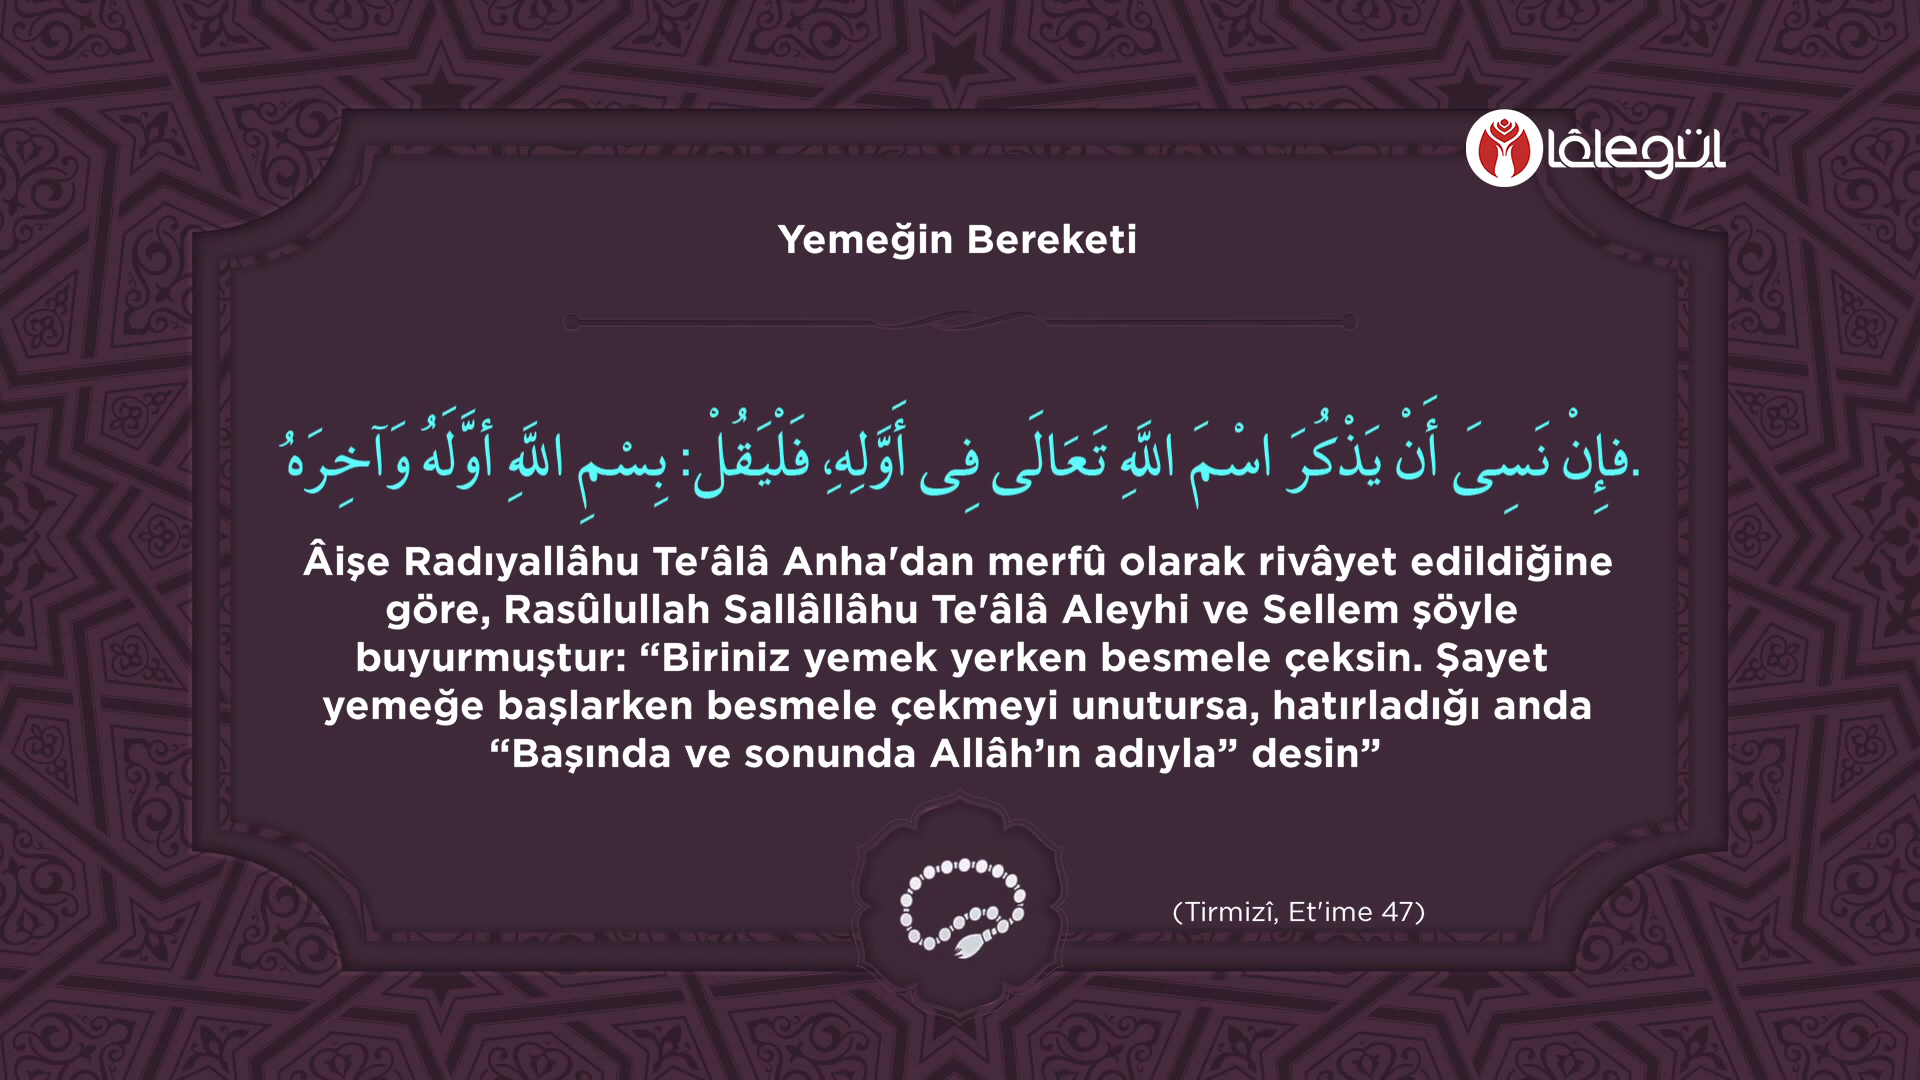 lâlegül
Yemeğin Bereketi
فإِنْ نَسِىَ أَنْ يَذْكُرَ اسْمَ اللَّهِ تَعَالَى فِى أَوَّلِهِ، فَلْيَقُلْ: بِسْمِ اللَّهِ أوَّلَهُ وَآخِرَهُ.
Âişe Radıyallâhu Te'âlâ Anha'dan merfû olarak rivâyet edildiğine
göre, Rasûlullah Sallâllâhu Te'âlâ Aleyhi ve Sellem şöyle
buyurmuştur: “Biriniz yemek yerken besmele çeksin. Şayet
yemeğe başlarken besmele çekmeyi unutursa, hatırladığı anda
“Başında ve sonunda Allâh’ın adıyla” desin”
(Tirmizî, Et'ime 47)